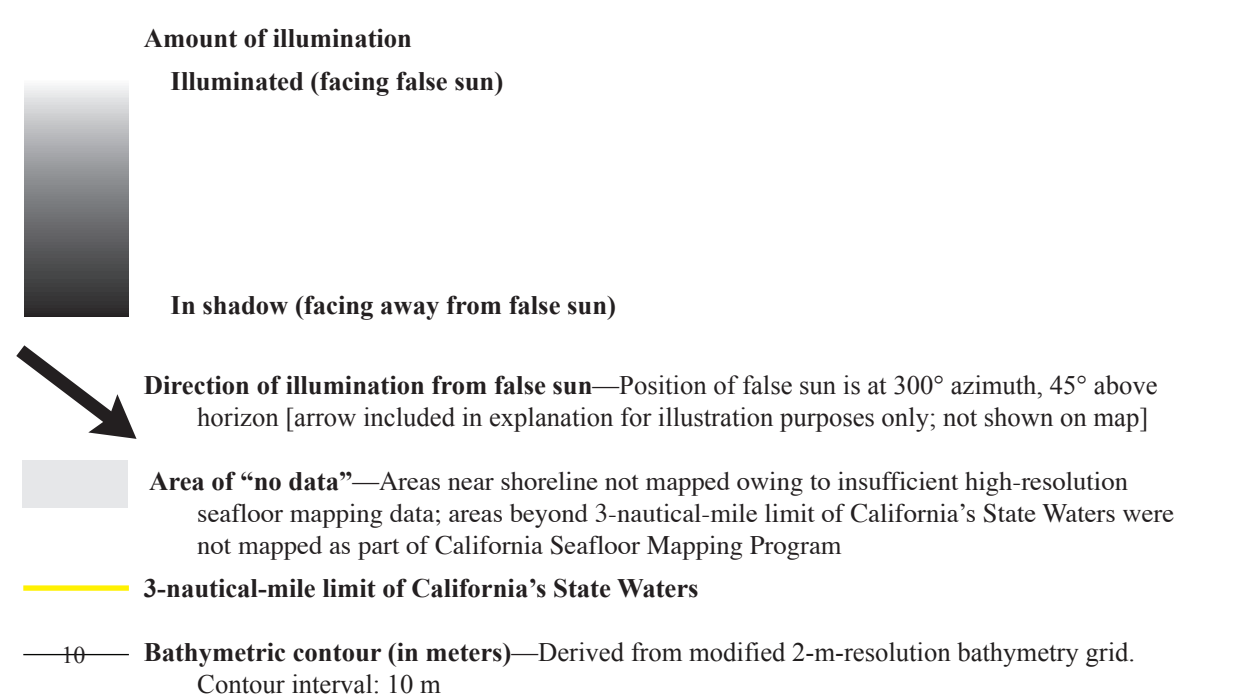 Amount of illumination
Illuminated (facing false sun)
In shadow (facing away from false sun)
Direction of illumination from false sun—Position of false sun is at 300° azimuth, 45° above
horizon [arrow included in explanation for illustration purposes only; not shown on map]
Area of “no data”—Areas near shoreline not mapped owing to insufficient high-resolution
seafloor mapping data; areas beyond 3-nautical-mile limit of California’s State Waters were
not mapped as part of California Seafloor Mapping Program
3-nautical-mile limit of California’s State Waters
10 Bathymetric contour (in meters)—Derived from modified 2-m-resolution bathymetry grid.
Contour interval: 10 m